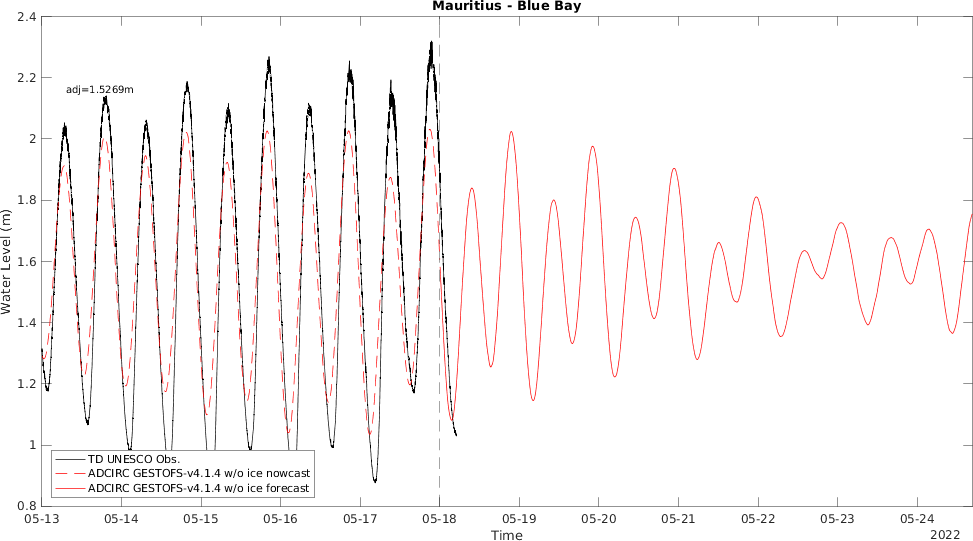 Mauritius - Blue Bay
2.4
2.2
adj=1.5269m
2
1.8
1.6
1.4
1.2
1
0.8
Water Level (m)
TD UNESCO Obs.
ADCIRC GESTOFS-v4.1.4 w/o ice nowcast
ADCIRC GESTOFS-v4.1.4 w/o ice forecast
05-13 05-14 05-15 05-16 05-17 05-18 05-19 05-20 05-21 05-22 05-23 05-24
Time
2022